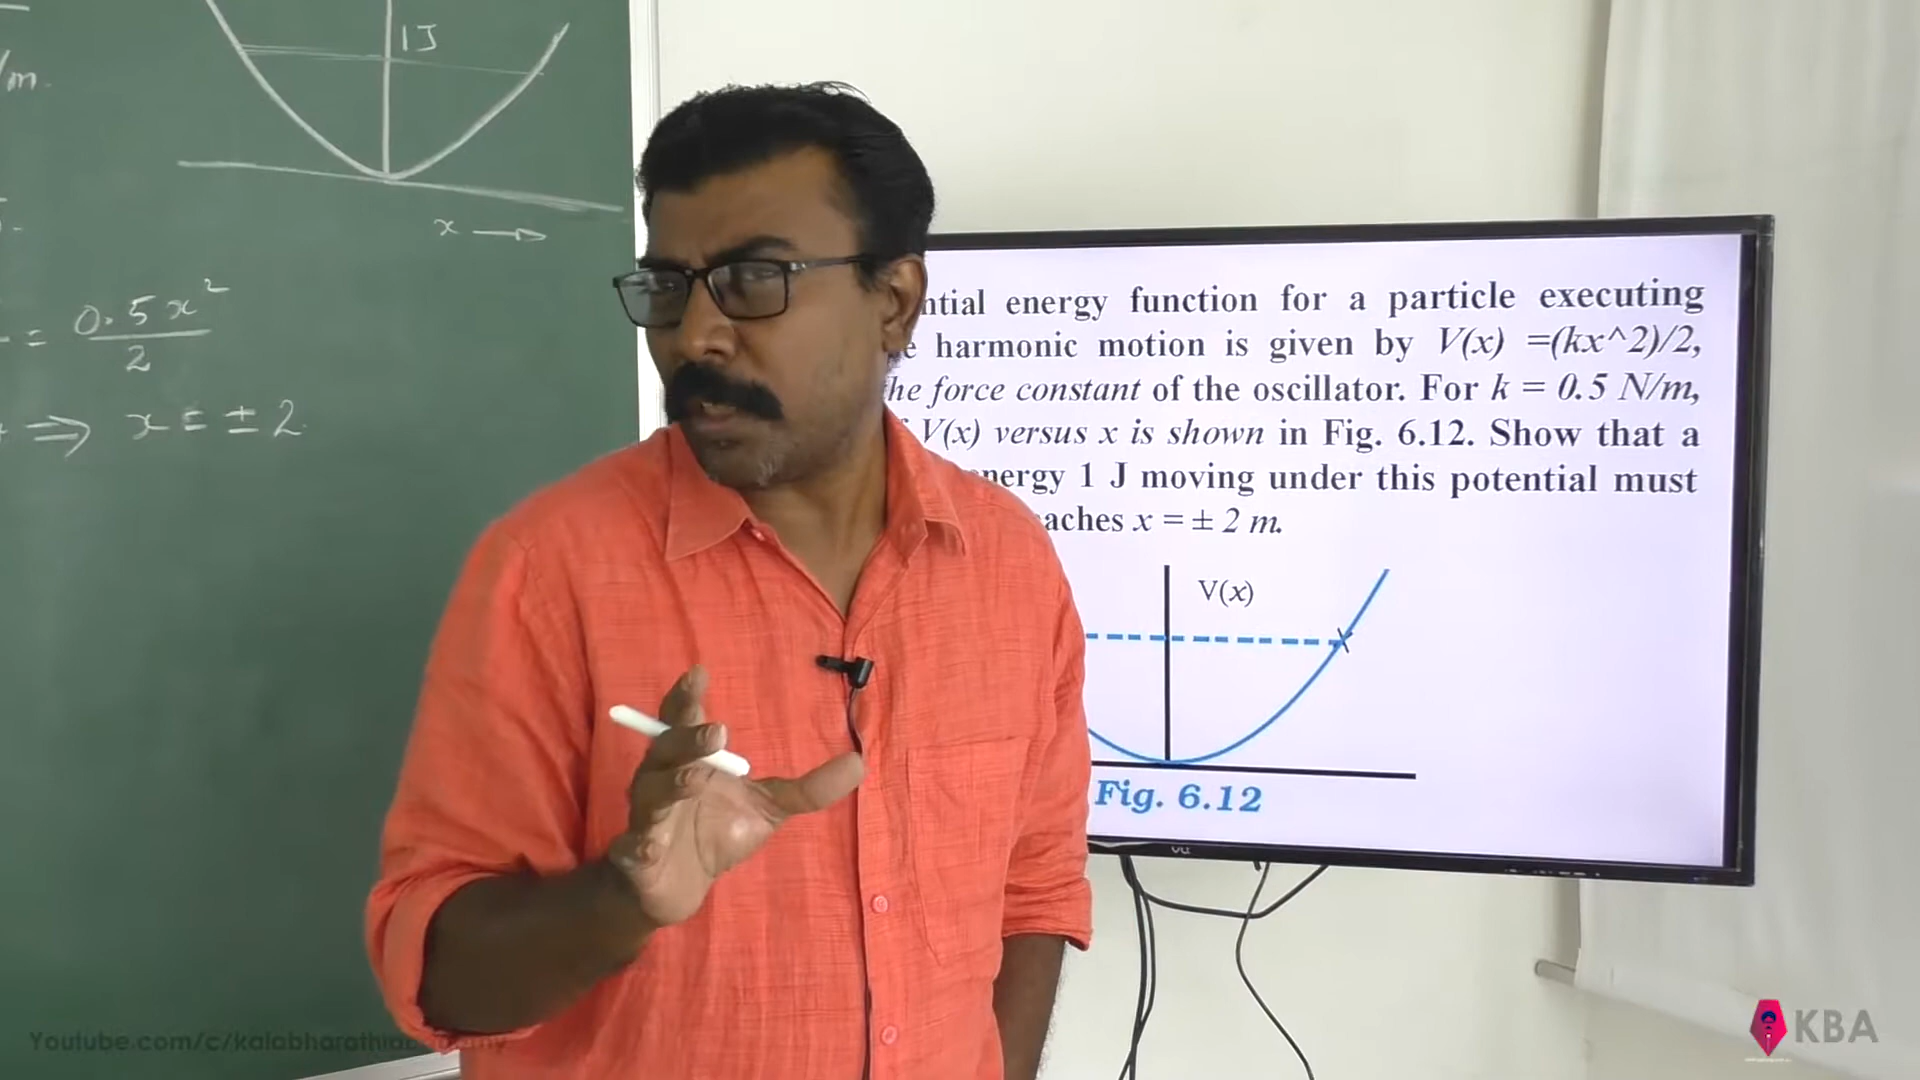 1J
/m.
x →
= 0.5x² / 2
⇒ x = ± 2
ntial energy function for a particle executing
e harmonic motion is given by V(x) =(kx^2)/2,
he force constant of the oscillator. For k = 0.5 N/m,
V(x) versus x is shown in Fig. 6.12. Show that a
nergy 1 J moving under this potential must
aches x = ± 2 m.
V(x)
Fig. 6.12
Youtube.com/c/kalabharathiacademy
KBA